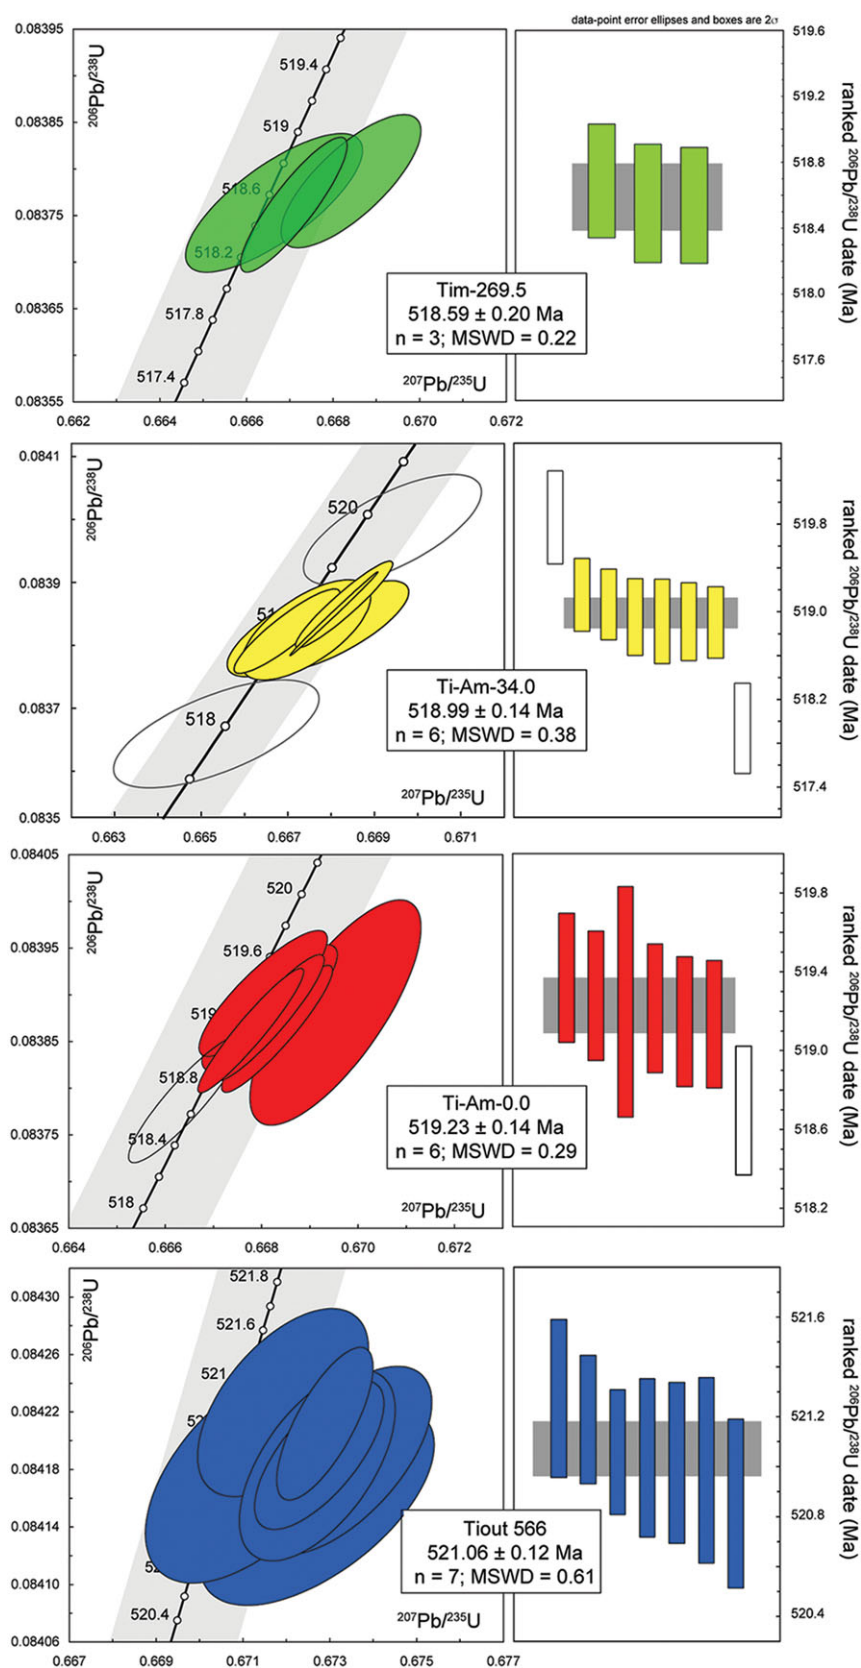 data-point error ellipses and boxes are 2σ
0.08395
0.08385
0.08375
0.08365
0.08355
206Pb/238U
519.4
519
518.6
518.2
517.8
517.4
Tim-269.5
518.59 ± 0.20 Ma
n = 3; MSWD = 0.22
207Pb/235U
0.662 0.664 0.666 0.668 0.670 0.672
519.6
519.2
518.8
518.4
518.0
517.6
ranked 206Pb/238U date (Ma)
0.0841
0.0839
0.0837
0.0835
206Pb/238U
520
518
Ti-Am-34.0
518.99 ± 0.14 Ma
n = 6; MSWD = 0.38
207Pb/235U
0.663 0.665 0.667 0.669 0.671
519.8
519.0
518.2
517.4
ranked 206Pb/238U date (Ma)
0.08405
0.08395
0.08385
0.08375
0.08365
206Pb/238U
520
519.6
519
518.8
518.4
518
Ti-Am-0.0
519.23 ± 0.14 Ma
n = 6; MSWD = 0.29
207Pb/235U
0.664 0.666 0.668 0.670 0.672
519.8
519.4
519.0
518.6
518.2
ranked 206Pb/238U date (Ma)
0.08430
0.08426
0.08422
0.08418
0.08414
0.08410
0.08406
206Pb/238U
521.8
521.6
521
520.4
Tiout 566
521.06 ± 0.12 Ma
n = 7; MSWD = 0.61
207Pb/235U
0.667 0.669 0.671 0.673 0.675 0.677
521.6
521.2
520.8
520.4
ranked 206Pb/238U date (Ma)